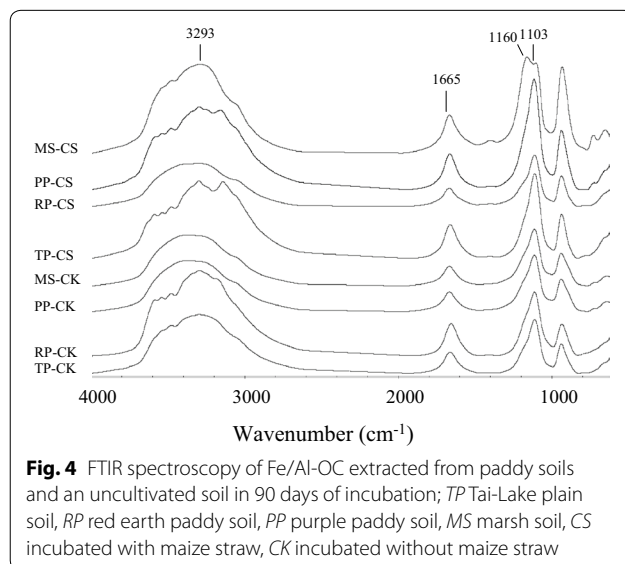 3293
1160 1103
1665
MS-CS
PP-CS
RP-CS
TP-CS
MS-CK
PP-CK
RP-CK
TP-CK
4000 3000 2000 1000
Wavenumber (cm⁻¹)
Fig. 4 FTIR spectroscopy of Fe/Al-OC extracted from paddy soils
and an uncultivated soil in 90 days of incubation; TP Tai-Lake plain
soil, RP red earth paddy soil, PP purple paddy soil, MS marsh soil, CS
incubated with maize straw, CK incubated without maize straw